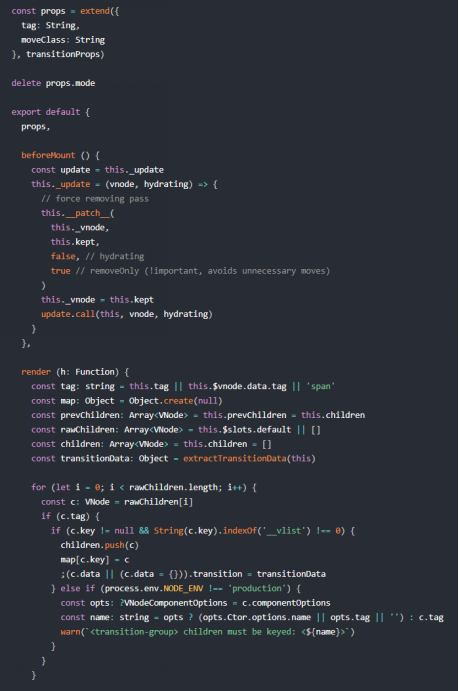 const props = extend({
  tag: String,
  moveClass: String
}, transitionProps)

delete props.mode

export default {
  props,

  beforeMount () {
    const update = this._update
    this._update = (vnode, hydrating) => {
      // force removing pass
      this.__patch__(
        this._vnode,
        this.kept,
        false, // hydrating
        true // removeOnly (!important, avoids unnecessary moves)
      )
      this._vnode = this.kept
      update.call(this, vnode, hydrating)
    }
  },

  render (h: Function) {
    const tag: string = this.tag || this.$vnode.data.tag || 'span'
    const map: Object = Object.create(null)
    const prevChildren: Array<VNode> = this.prevChildren = this.children
    const rawChildren: Array<VNode> = this.$slots.default || []
    const children: Array<VNode> = this.children = []
    const transitionData: Object = extractTransitionData(this)

    for (let i = 0; i < rawChildren.length; i++) {
      const c: VNode = rawChildren[i]
      if (c.tag) {
        if (c.key != null && String(c.key).indexOf('__vlist') !== 0) {
          children.push(c)
          map[c.key] = c
          ;(c.data || (c.data = {})).transition = transitionData
        } else if (process.env.NODE_ENV !== 'production') {
          const opts: ?VNodeComponentOptions = c.componentOptions
          const name: string = opts ? (opts.Ctor.options.name || opts.tag || '') : c.tag
          warn(`<transition-group> children must be keyed: <${name}>`)
        }
      }
    }